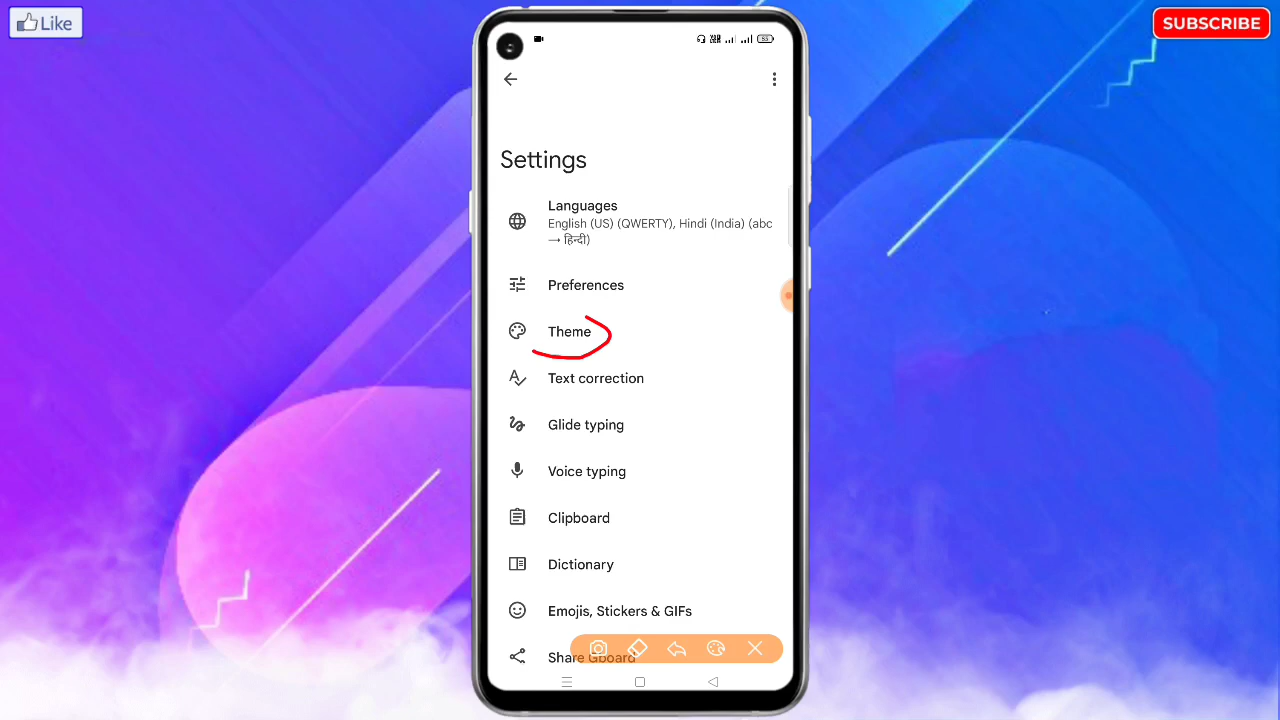 Like
SUBSCRIBE
Settings
Languages
English (US) (QWERTY), Hindi (India) (abc
→ हिन्दी)
Preferences
Theme
Text correction
Glide typing
Voice typing
Clipboard
Dictionary
Emojis, Stickers & GIFs
Share Gboard